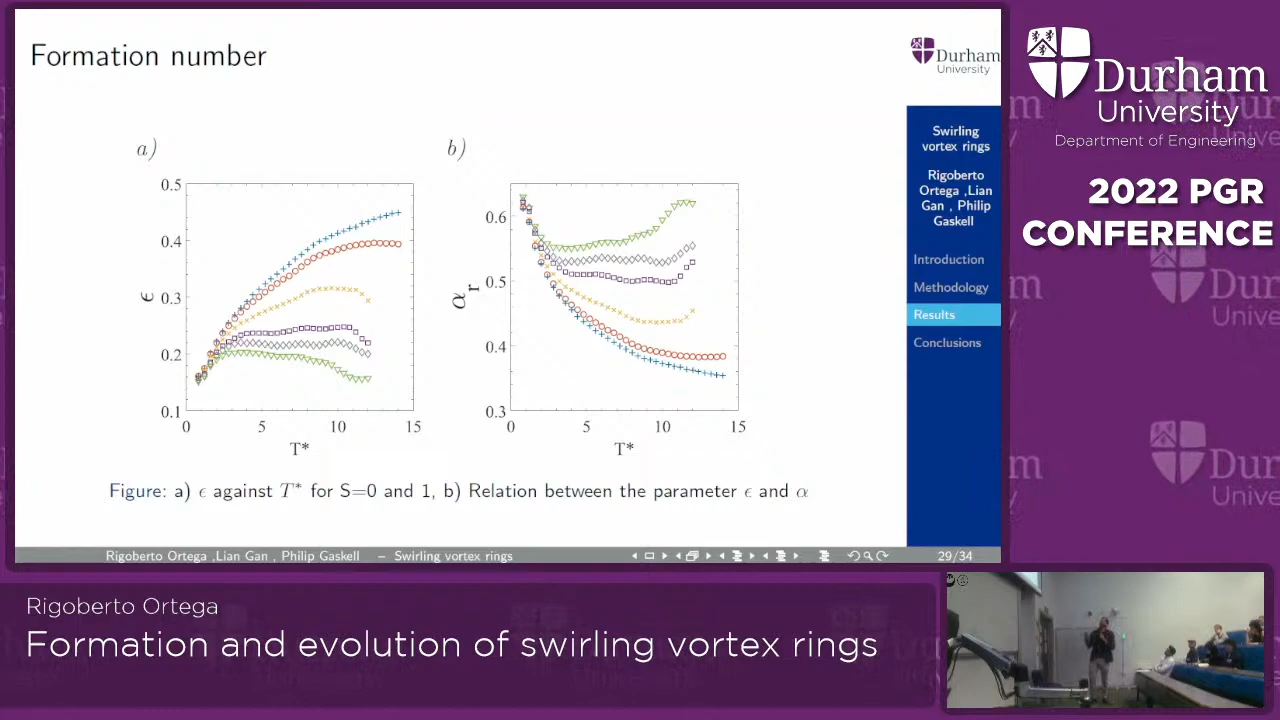 Formation number
Durham
University
Swirling
vortex rings
Rigoberto
Ortega ,Lian
Gan , Philip
Gaskell
Introduction
Methodology
Results
Conclusions
a)
b)
0.5
0.4
0.3
0.2
0.1
ϵ
0
5
10
15
T*
0.6
0.5
0.4
0.3
α r
0
5
10
15
T*
Figure: a) ϵ against T* for S=0 and 1, b) Relation between the parameter ϵ and α
Rigoberto Ortega ,Lian Gan , Philip Gaskell – Swirling vortex rings
29/34
Durham
University
Department of Engineering
2022 PGR
CONFERENCE
Rigoberto Ortega
Formation and evolution of swirling vortex rings